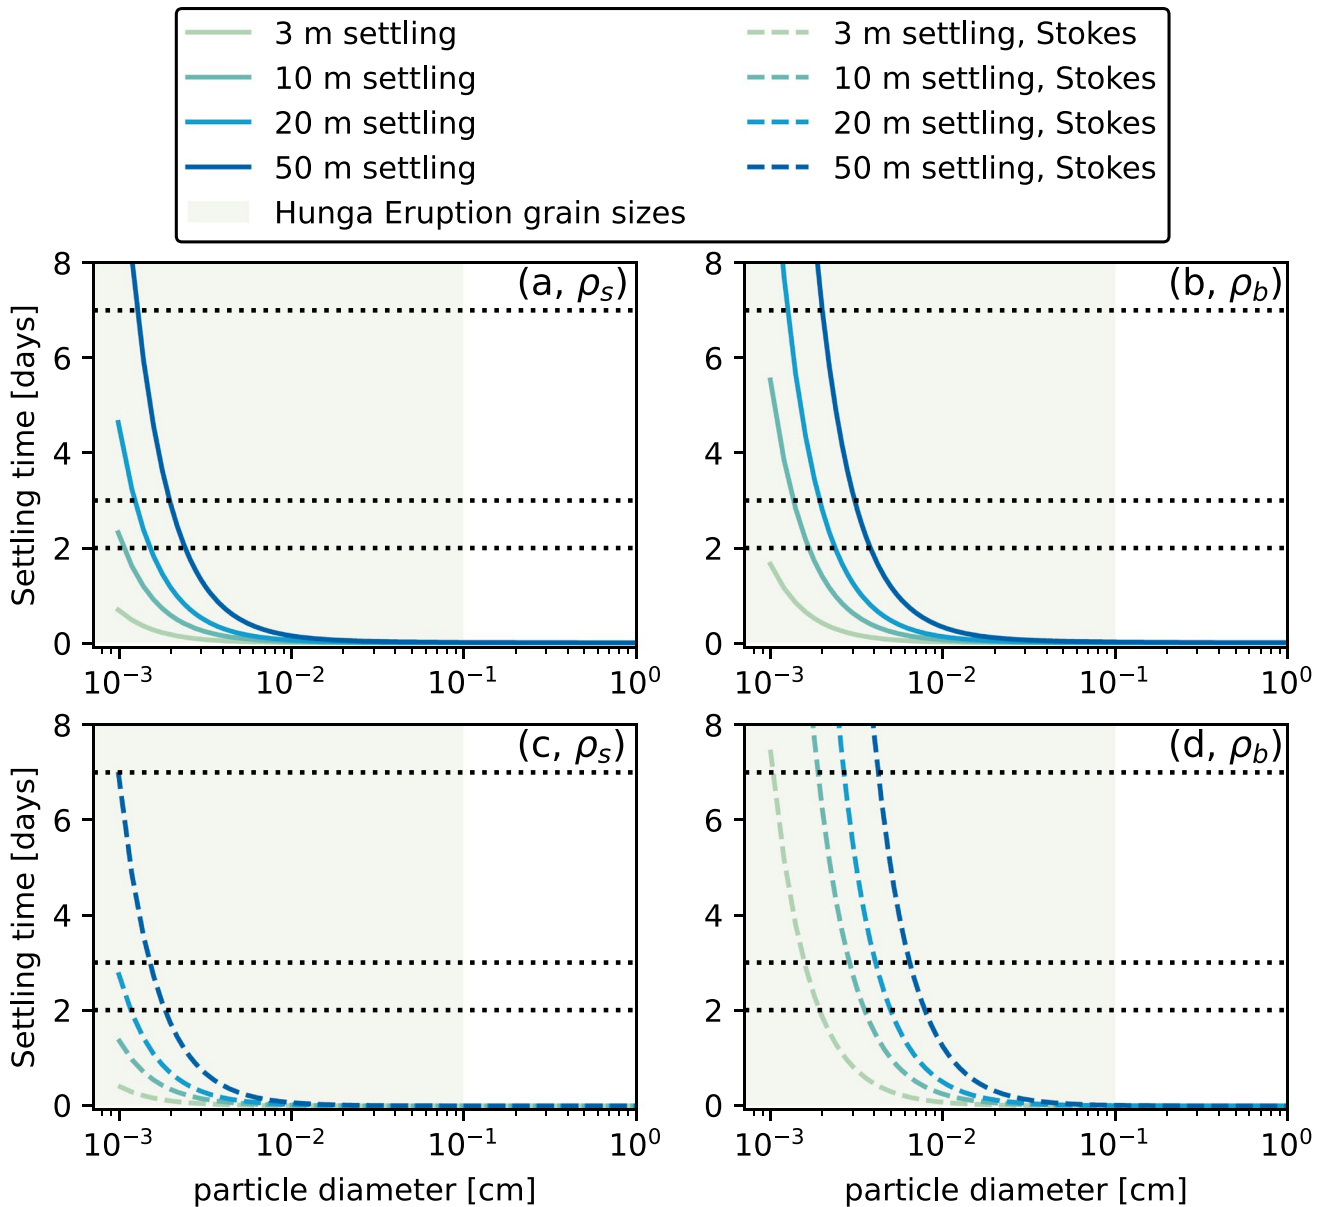 3 m settling
10 m settling
20 m settling
50 m settling
Hunga Eruption grain sizes
3 m settling, Stokes
10 m settling, Stokes
20 m settling, Stokes
50 m settling, Stokes
Settling time [days]
8
6
4
2
0
(a, ρₛ)
10⁻³ 10⁻² 10⁻¹ 10⁰
8
6
4
2
0
(b, ρ_b)
10⁻³ 10⁻² 10⁻¹ 10⁰
Settling time [days]
8
6
4
2
0
(c, ρₛ)
10⁻³ 10⁻² 10⁻¹ 10⁰
particle diameter [cm]
8
6
4
2
0
(d, ρ_b)
10⁻³ 10⁻² 10⁻¹ 10⁰
particle diameter [cm]